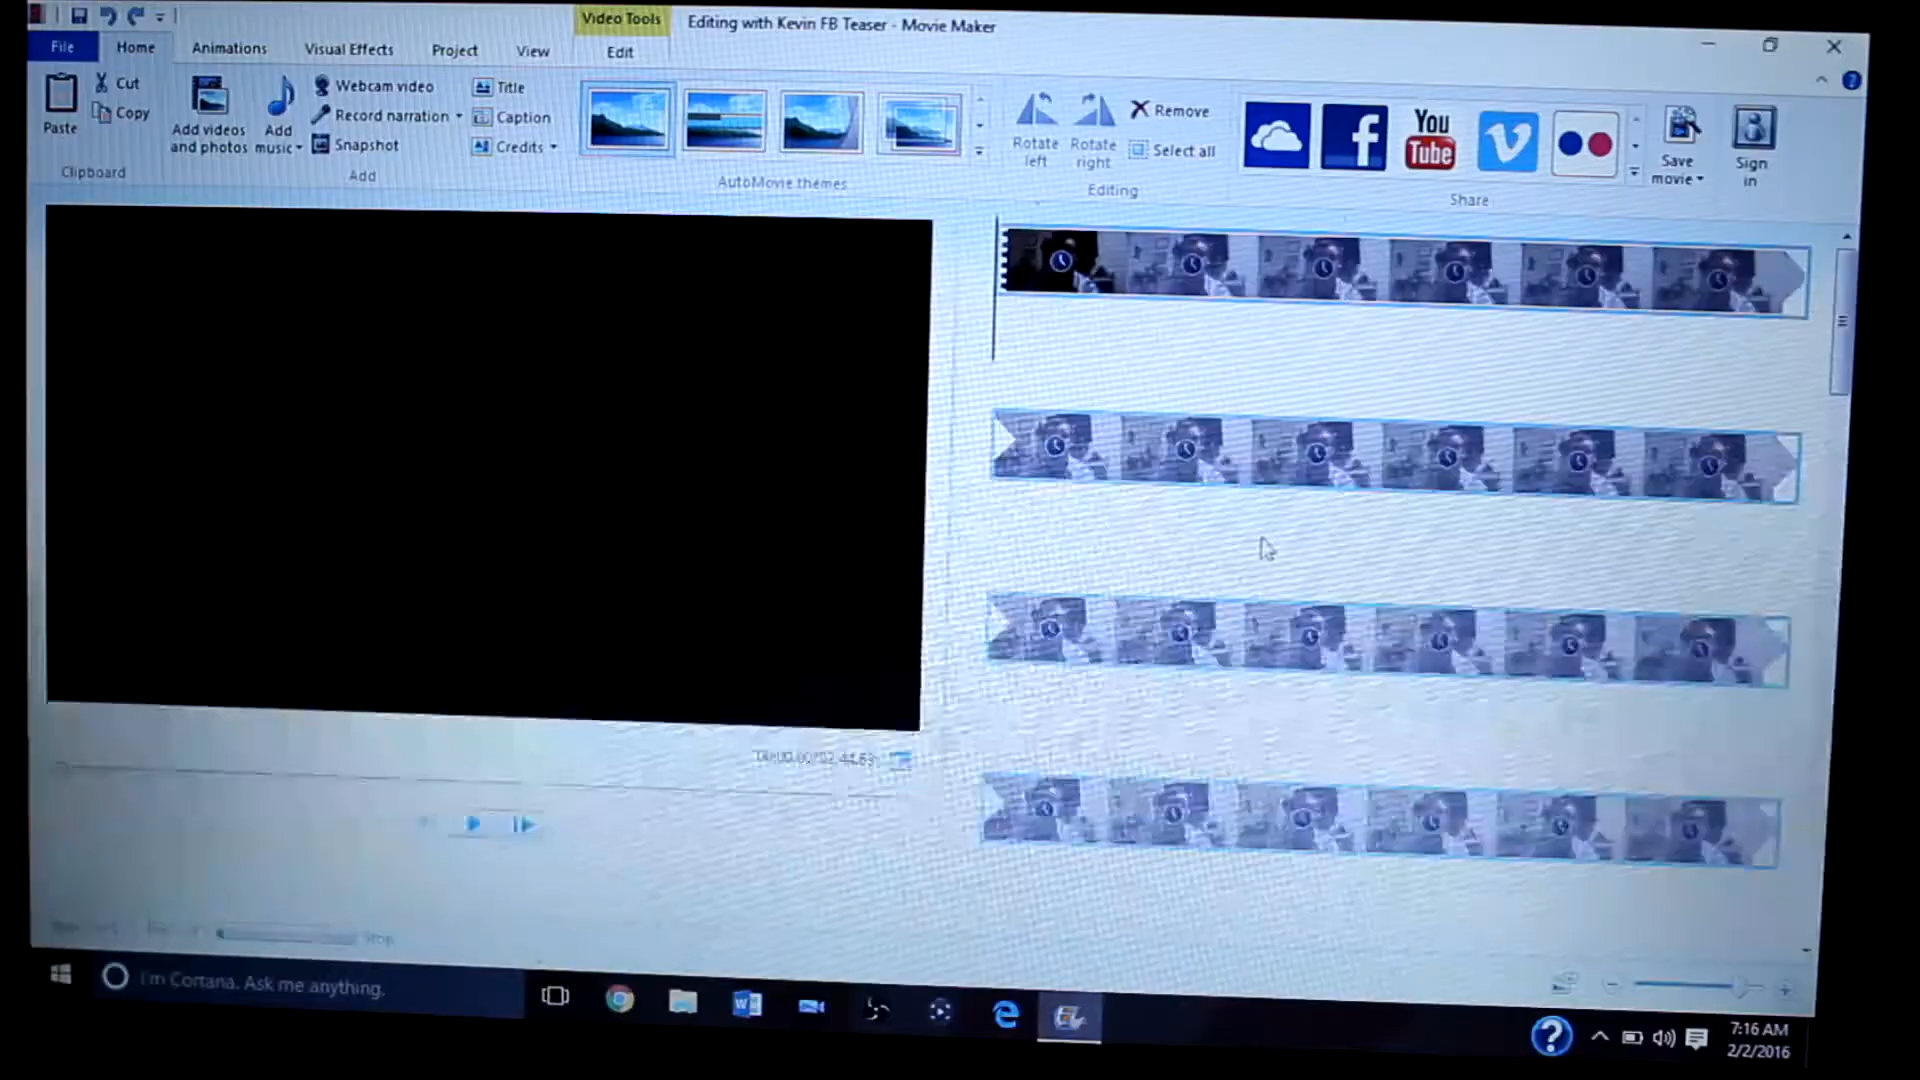 Video Tools
Editing with Kevin FB Teaser - Movie Maker
File
Home
Animations
Visual Effects
Project
View
Edit
Paste
Cut
Copy
Clipboard
Add videos
and photos
Add
music
Webcam video
Record narration
Snapshot
Title
Caption
Credits
Add
AutoMovie themes
Rotate
left
Rotate
right
Remove
Select all
Editing
f
You
Tube
v
Share
Save
movie
Sign
in
Stop
I'm Cortana. Ask me anything.
W
e
?
7:16 AM
2/2/2016